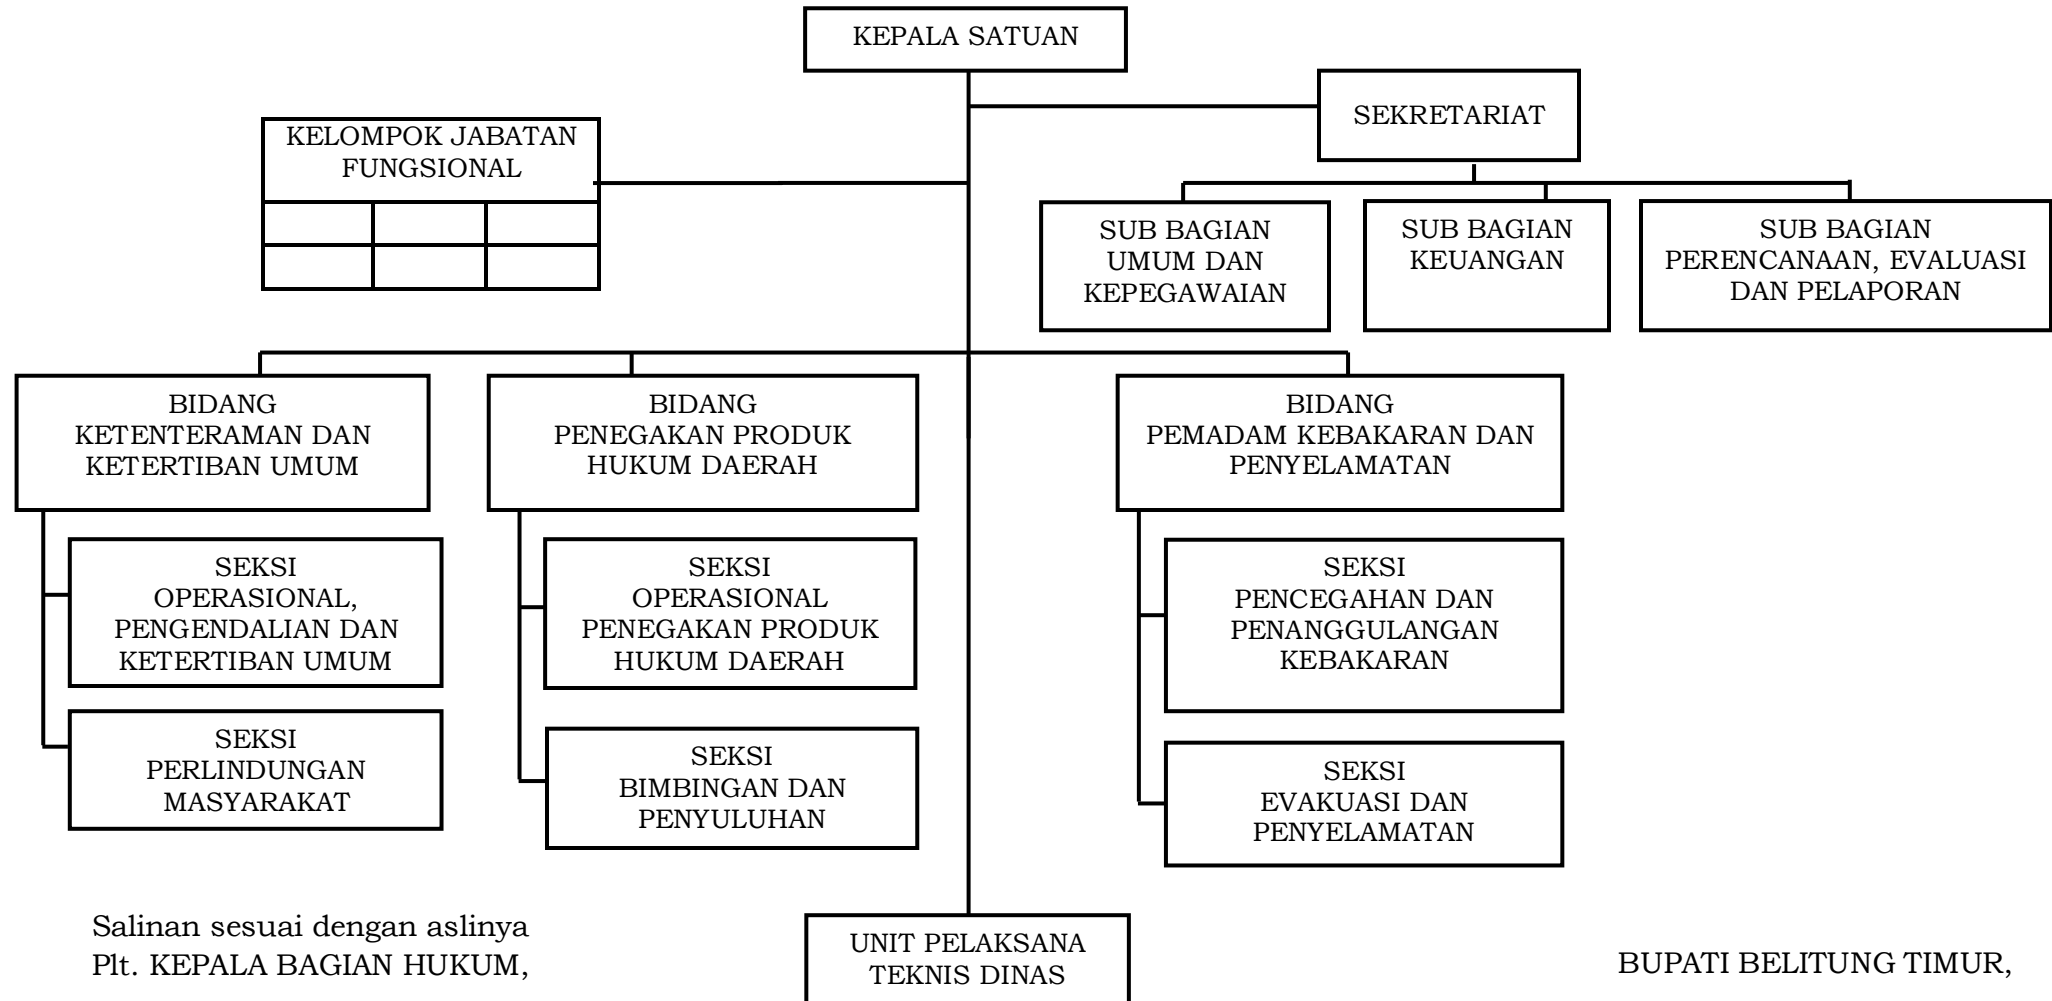 KEPALA SATUAN
SEKRETARIAT
KELOMPOK JABATAN
FUNGSIONAL
SUB BAGIAN
UMUM DAN
KEPEGAWAIAN
SUB BAGIAN
KEUANGAN
SUB BAGIAN
PERENCANAAN, EVALUASI
DAN PELAPORAN
BIDANG
KETENTERAMAN DAN
KETERTIBAN UMUM
BIDANG
PENEGAKAN PRODUK
HUKUM DAERAH
BIDANG
PEMADAM KEBAKARAN DAN
PENYELAMATAN
SEKSI
OPERASIONAL,
PENGENDALIAN DAN
KETERTIBAN UMUM
SEKSI
OPERASIONAL
PENEGAKAN PRODUK
HUKUM DAERAH
SEKSI
PENCEGAHAN DAN
PENANGGULANGAN
KEBAKARAN
SEKSI
PERLINDUNGAN
MASYARAKAT
SEKSI
BIMBINGAN DAN
PENYULUHAN
SEKSI
EVAKUASI DAN
PENYELAMATAN
Salinan sesuai dengan aslinya
Plt. KEPALA BAGIAN HUKUM,
UNIT PELAKSANA
TEKNIS DINAS
BUPATI BELITUNG TIMUR,